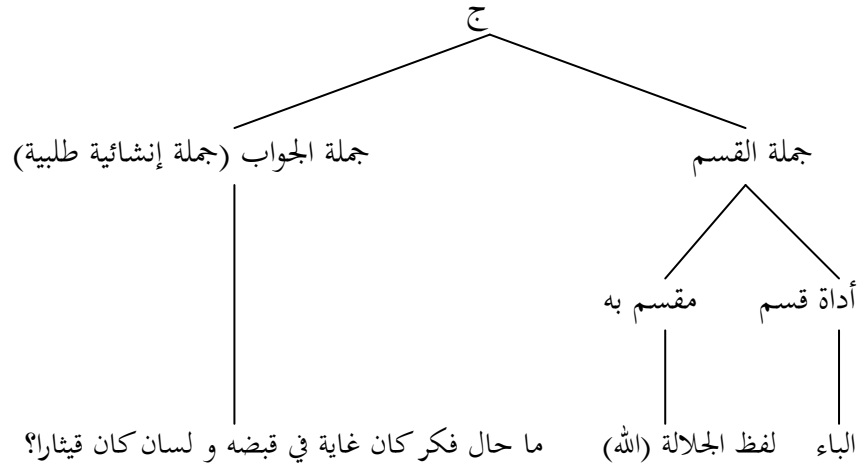 ج
جملة القسم جملة الجواب (جملة إنشائية طلبية)
أداة قسم مقسم به
الباء لفظ الجلالة (الله) ما حال فكر كان غاية في قبضه و لسان كان قيثارا؟